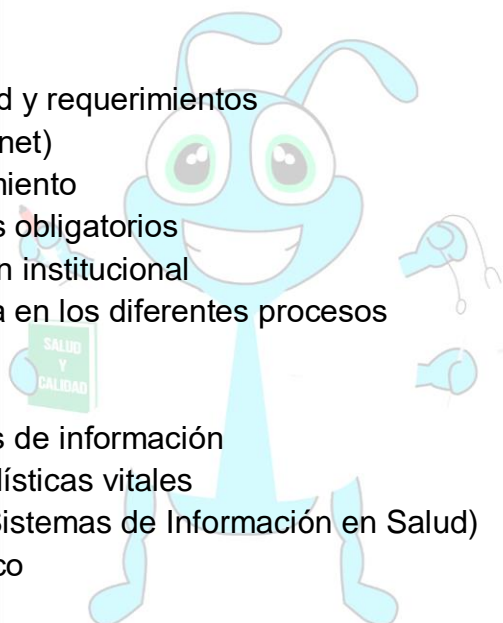 d y requerimientos
net)
miento
s obligatorios
n institucional
a en los diferentes procesos
SALUD
Y
CALIDAD
s de información
dísticas vitales
Sistemas de Información en Salud)
co